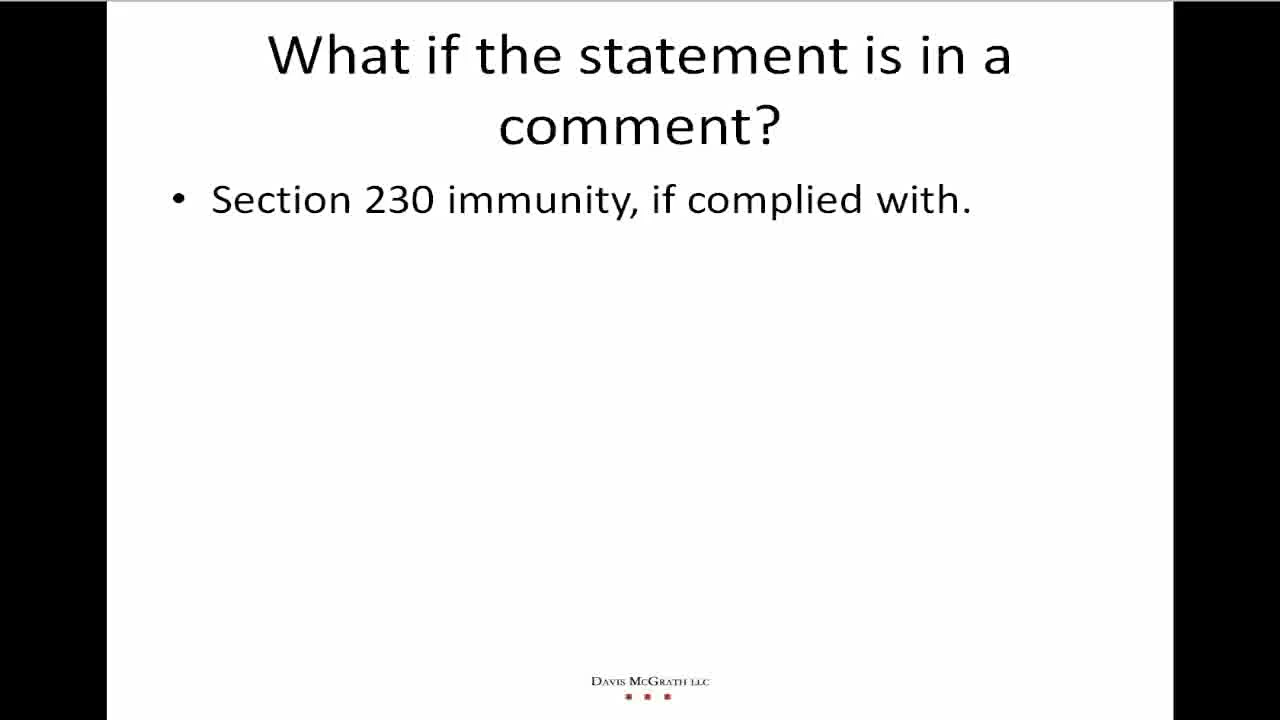 What if the statement is in a
comment?
• Section 230 immunity, if complied with.
DAVIS MCGRATH LLC